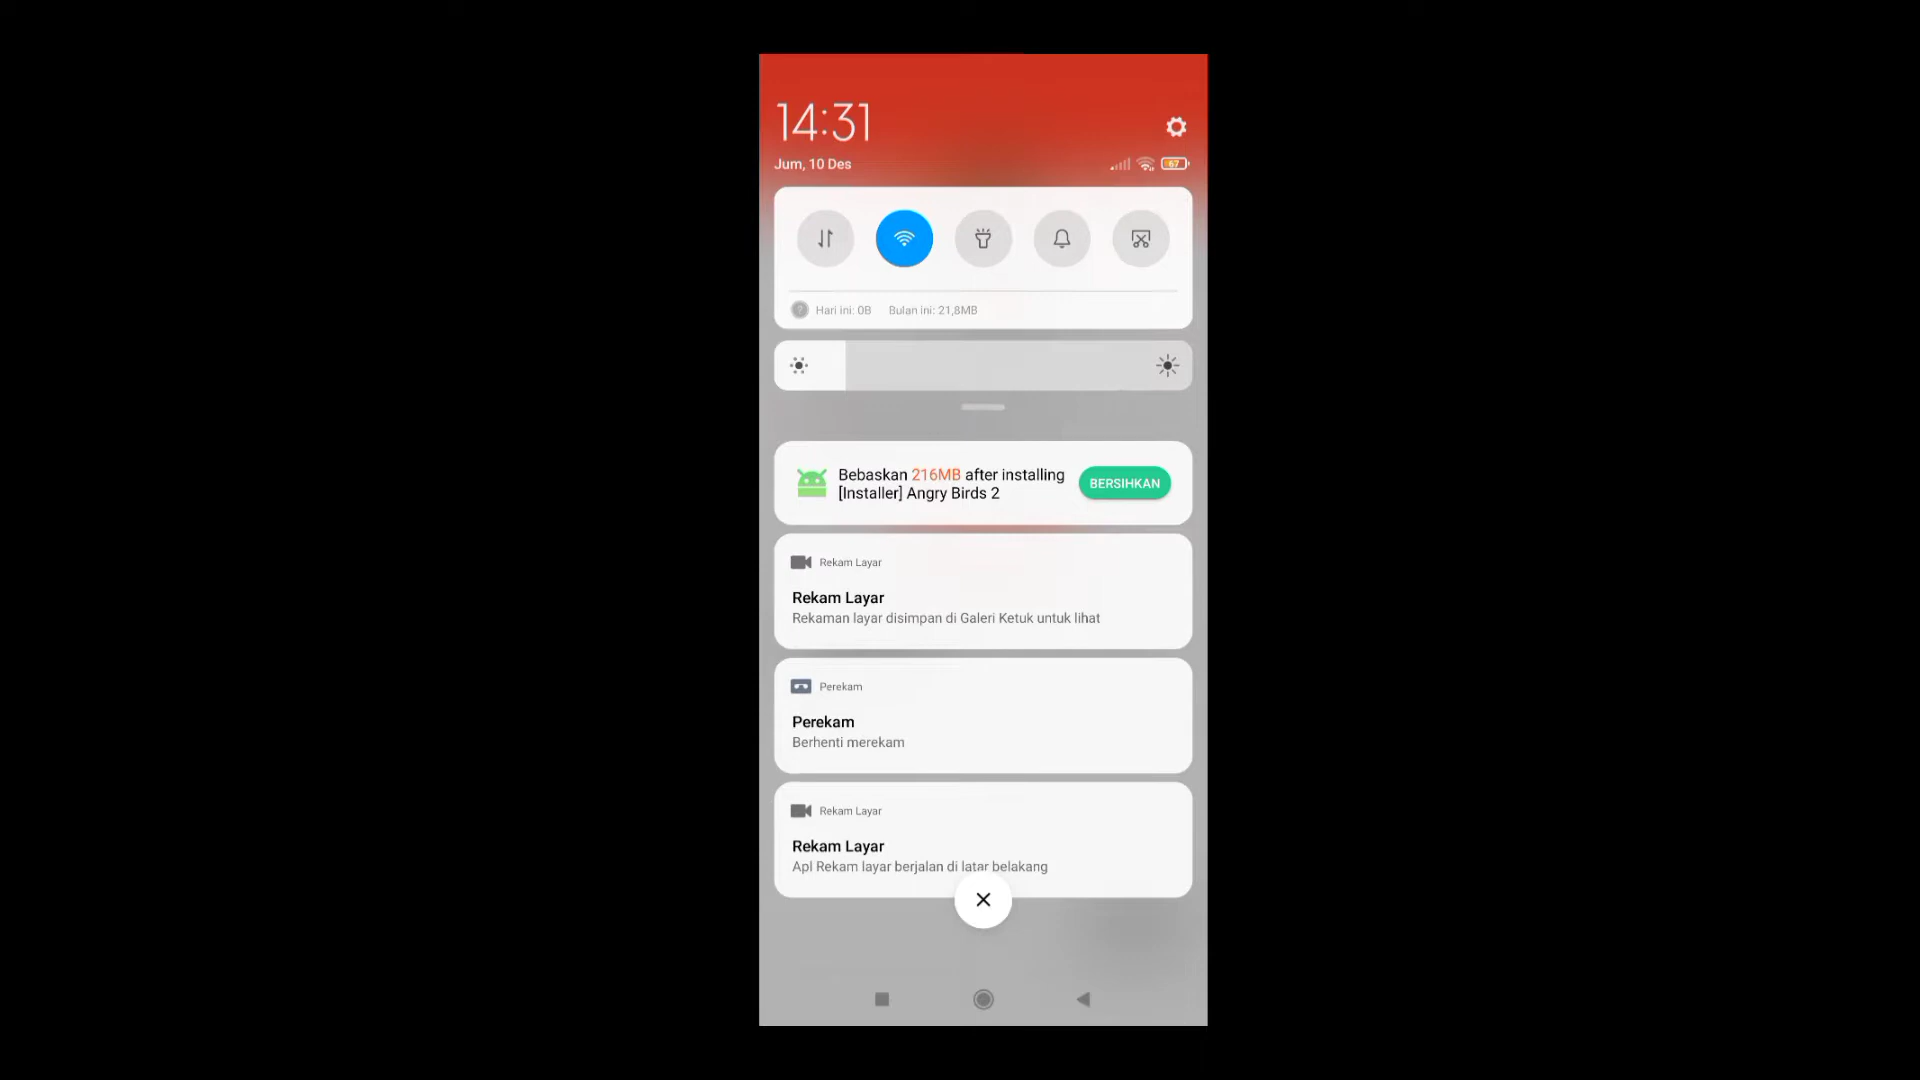 14:31
Jum, 10 Des
67
Hari ini: 0B Bulan ini: 21,8MB
Bebaskan 216MB after installing
[Installer] Angry Birds 2
BERSIHKAN
Rekam Layar
Rekam Layar
Rekaman layar disimpan di Galeri Ketuk untuk lihat
Perekam
Perekam
Berhenti merekam
Rekam Layar
Rekam Layar
Apl Rekam layar berjalan di latar belakang